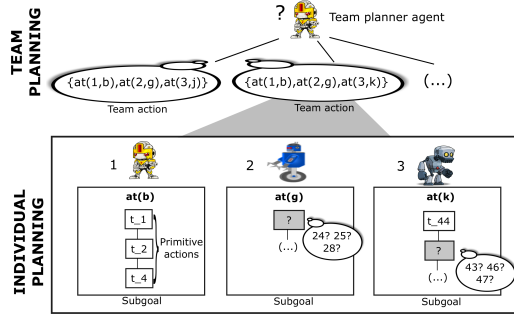 TEAM PLANNING
? Team planner agent
{at(1,b),at(2,g),at(3,j)} {at(1,b),at(2,g),at(3,k)} (...)
Team action Team action
INDIVIDUAL PLANNING
1 2 3
at(b) at(g) at(k)
t_1 ? t_44
24? 25?
28?
t_2 (...) ?
Primitive
actions
43? 46?
47?
t_4 (...)
Subgoal Subgoal Subgoal